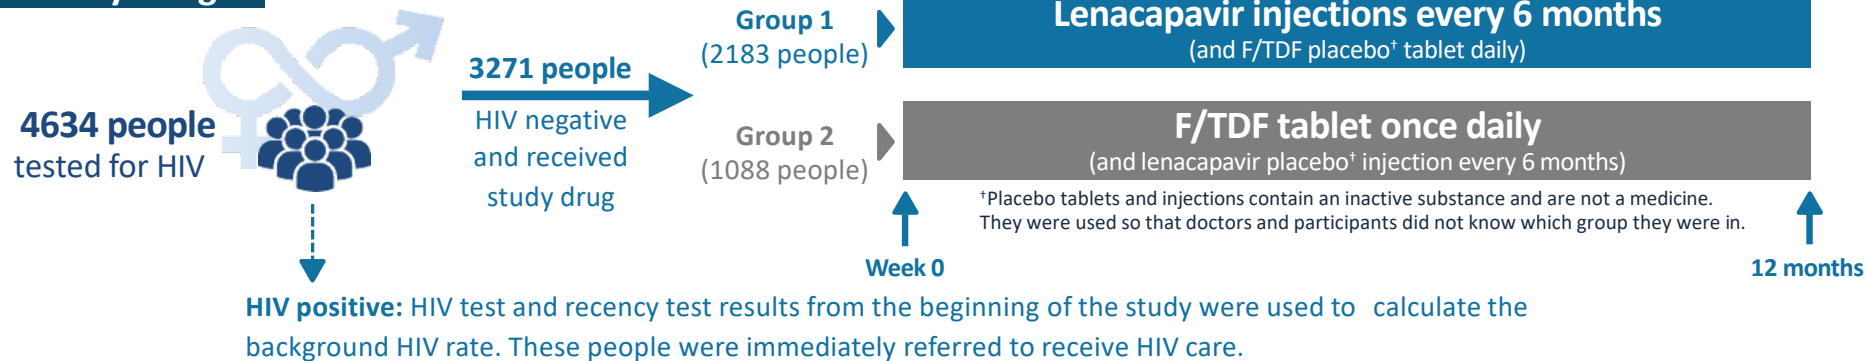 4634 people
tested for HIV
3271 people
HIV negative
and received
study drug
Group 1
(2183 people)
Lenacapavir injections every 6 months
(and F/TDF placebo† tablet daily)
Group 2
(1088 people)
F/TDF tablet once daily
(and lenacapavir placebo† injection every 6 months)
†Placebo tablets and injections contain an inactive substance and are not a medicine.
They were used so that doctors and participants did not know which group they were in.
Week 0
12 months
HIV positive: HIV test and recency test results from the beginning of the study were used to calculate the
background HIV rate. These people were immediately referred to receive HIV care.